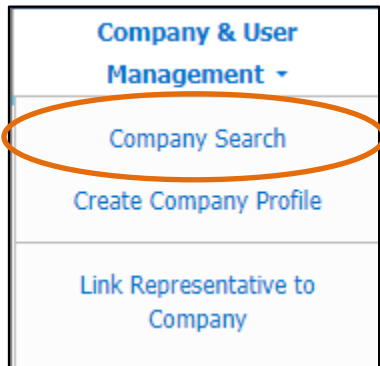 Company & User
Management
Company Search
Create Company Profile
Link Representative to
Company